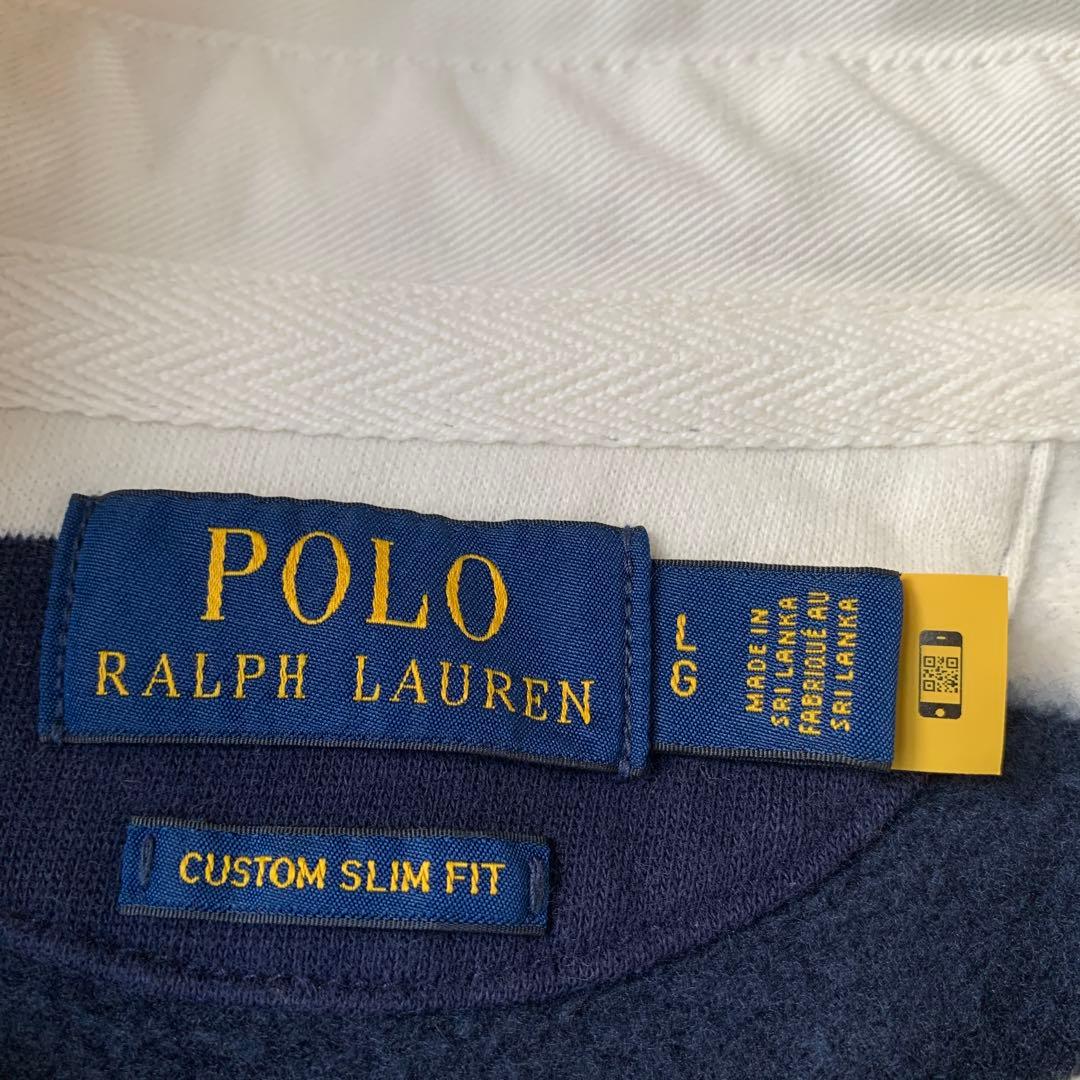 POLO
RALPH LAUREN
L
G
MADE IN
SRI LANKA
FABRIQUÉ AU
SRI LANKA
CUSTOM SLIM FIT